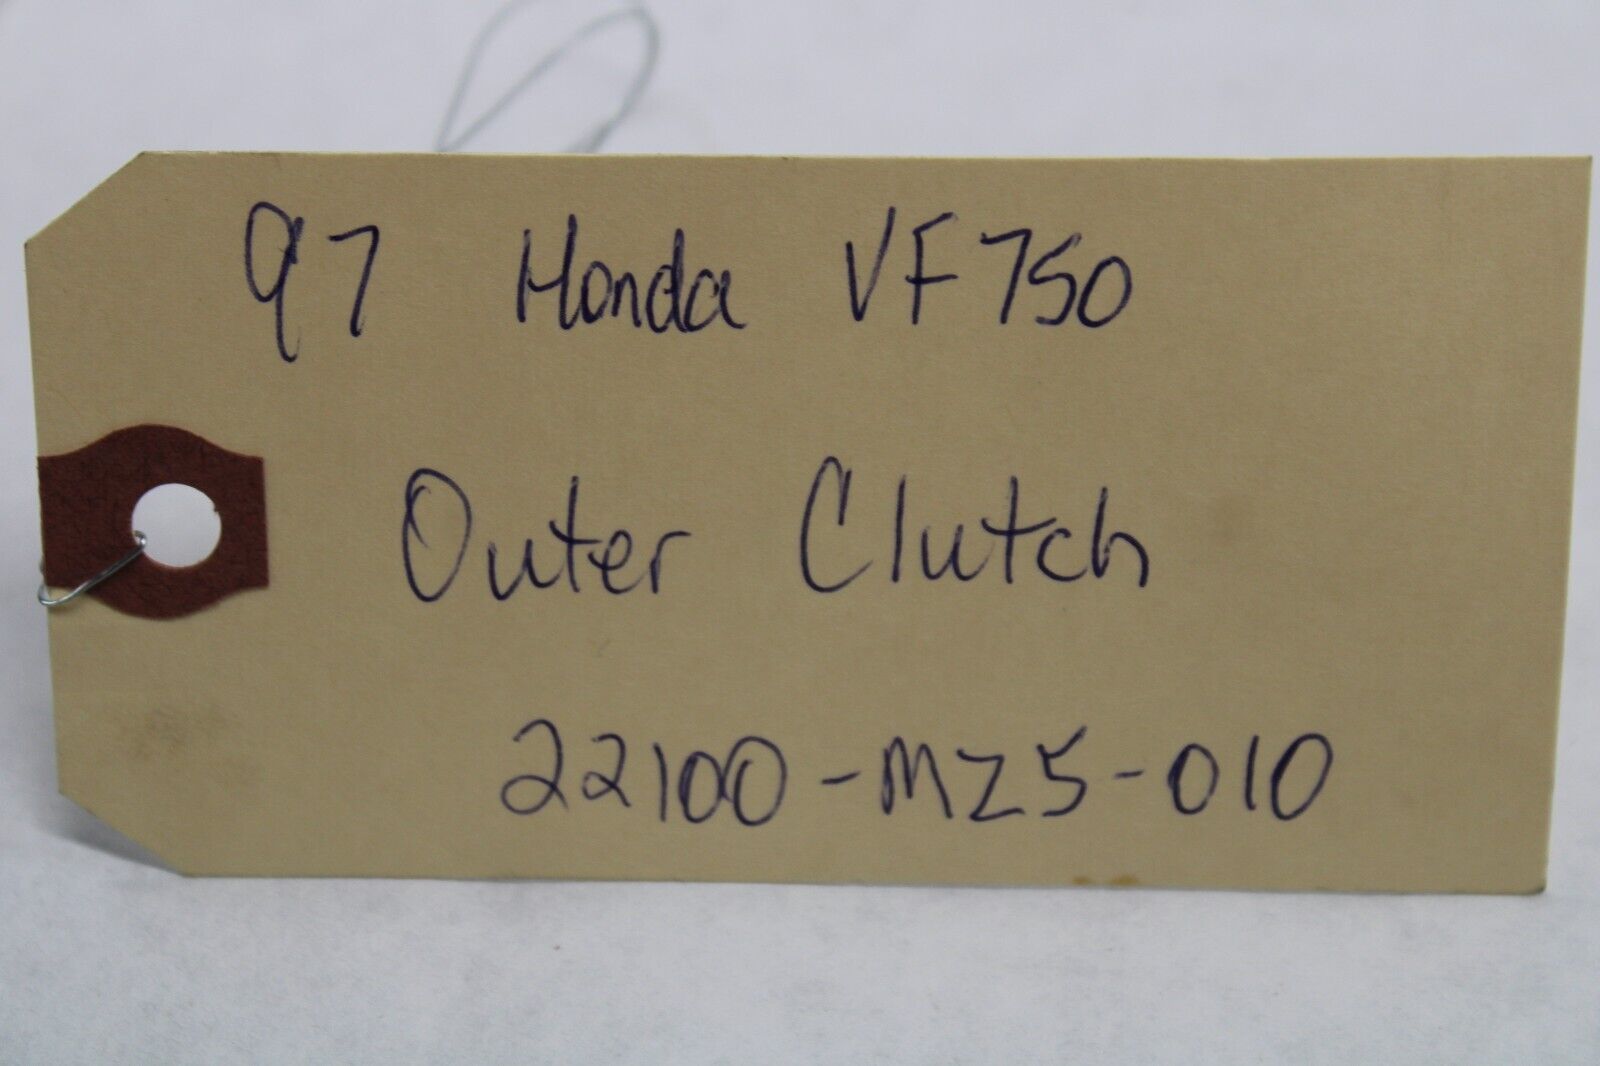 97 Honda VF750
Outer Clutch
22100-MZ5-010